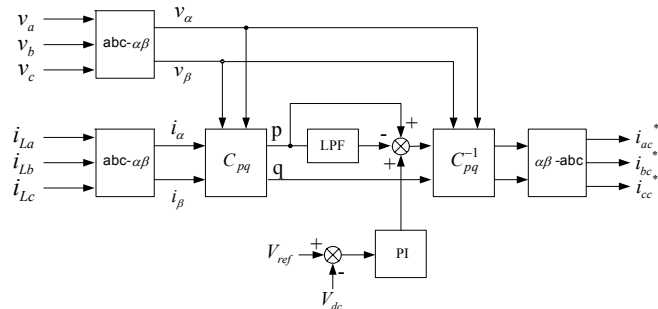 v_a
v_b
v_c
abc-αβ
v_α
v_β
i_La
i_Lb
i_Lc
abc-αβ
i_α
i_β
C_pq
p
q
LPF
-
+
+
C_pq^-1
αβ-abc
i_ac^*
i_bc^*
i_cc^*
V_ref
+
-
V_dc
PI